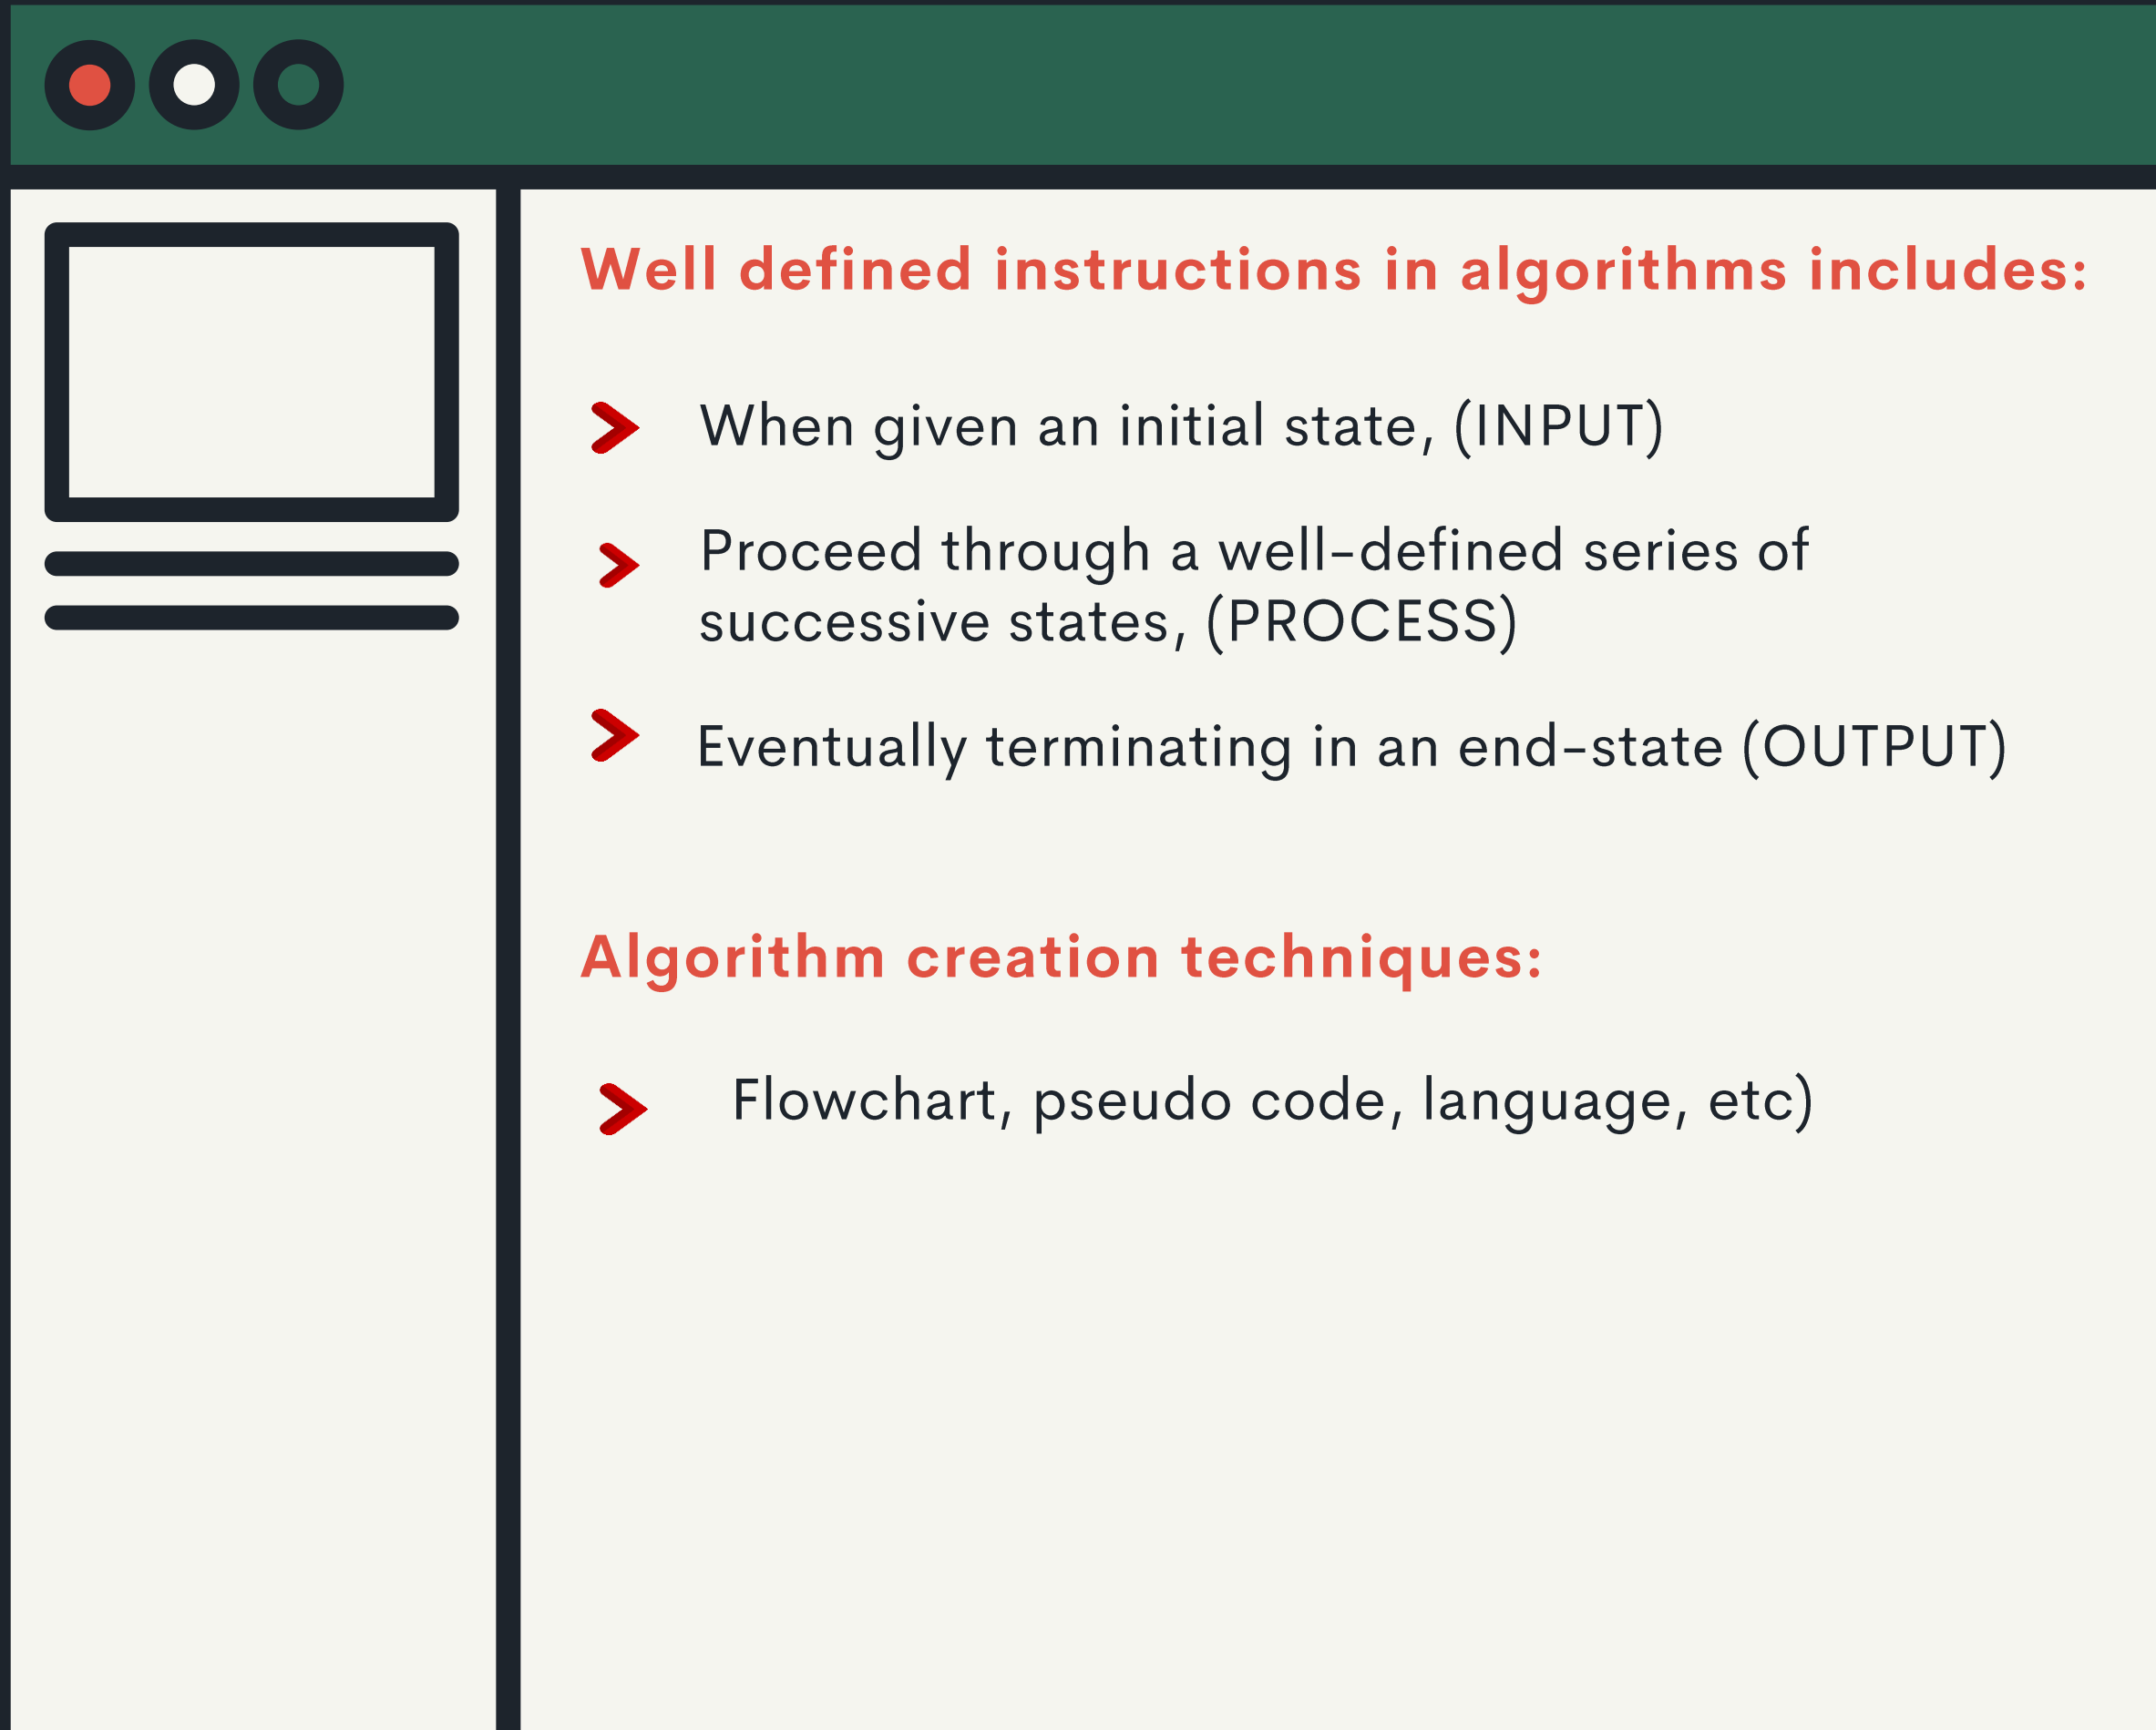 Well defined instructions in algorithms includes:
When given an initial state, (INPUT)
Proceed through a well-defined series of
successive states, (PROCESS)
Eventually terminating in an end-state (OUTPUT)
Algorithm creation techniques:
Flowchart, pseudo code, language, etc)